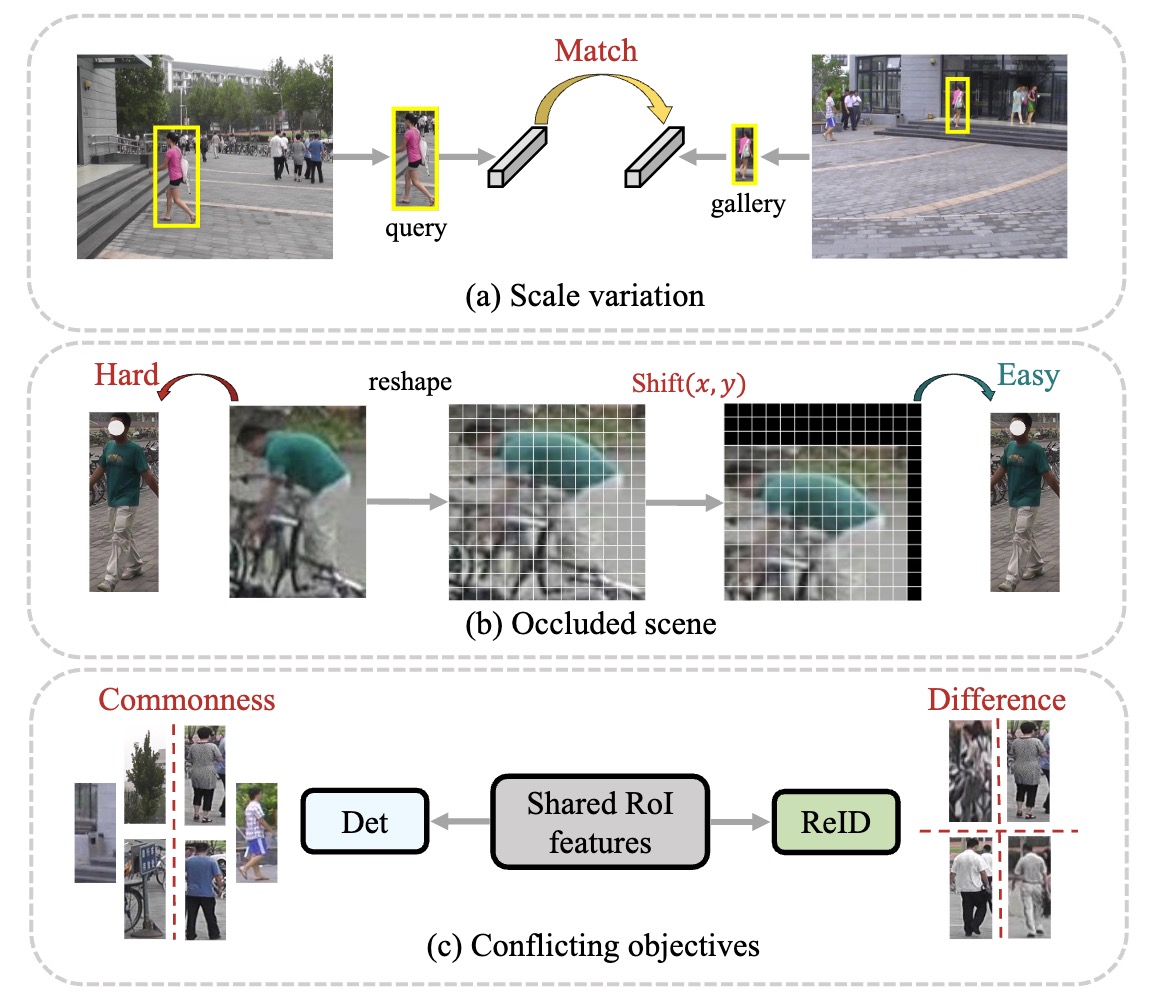 Match
query
gallery
(a) Scale variation
Hard
reshape
Shift(x, y)
Easy
(b) Occluded scene
Commonness
Difference
Det
Shared RoI
features
ReID
(c) Conflicting objectives